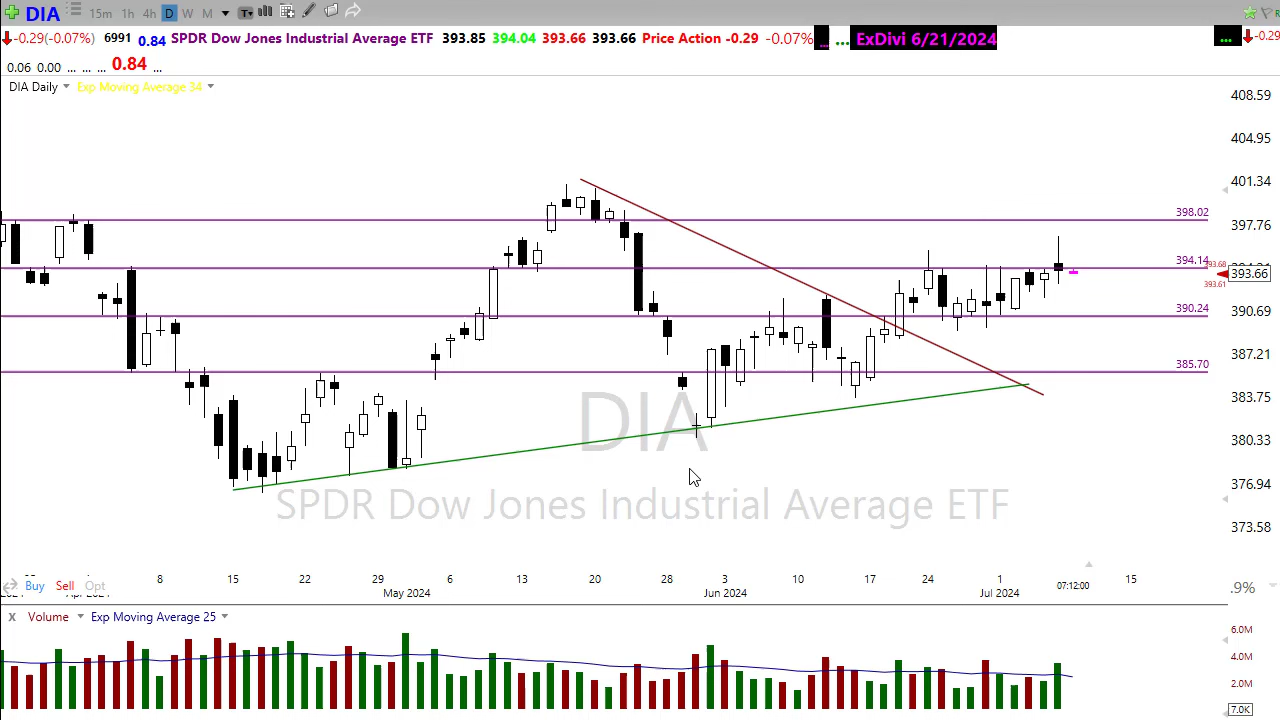 DIA 15m 1h 4h D W M T
-0.29(-0.07%) 6991 0.84 SPDR Dow Jones Industrial Average ETF 393.85 394.04 393.66 393.66 Price Action -0.29 -0.07% ... ... ExDivi 6/21/2024 ... -0.29
0.06 0.00 ... ... ... 0.84 ...
DIA Daily Exp Moving Average 34
408.59
404.95
401.34
398.02
397.76
394.14
393.68
393.66
393.61
390.24
390.69
387.21
385.70
383.75
380.33
376.94
373.58
DIA
SPDR Dow Jones Industrial Average ETF
8 15 22 29 6 13 20 28 3 10 17 24 1 07:12:00 15
Buy Sell Opt
May 2024 Jun 2024 Jul 2024
.9%
X Volume Exp Moving Average 25
6.0M
4.0M
2.0M
7.0K